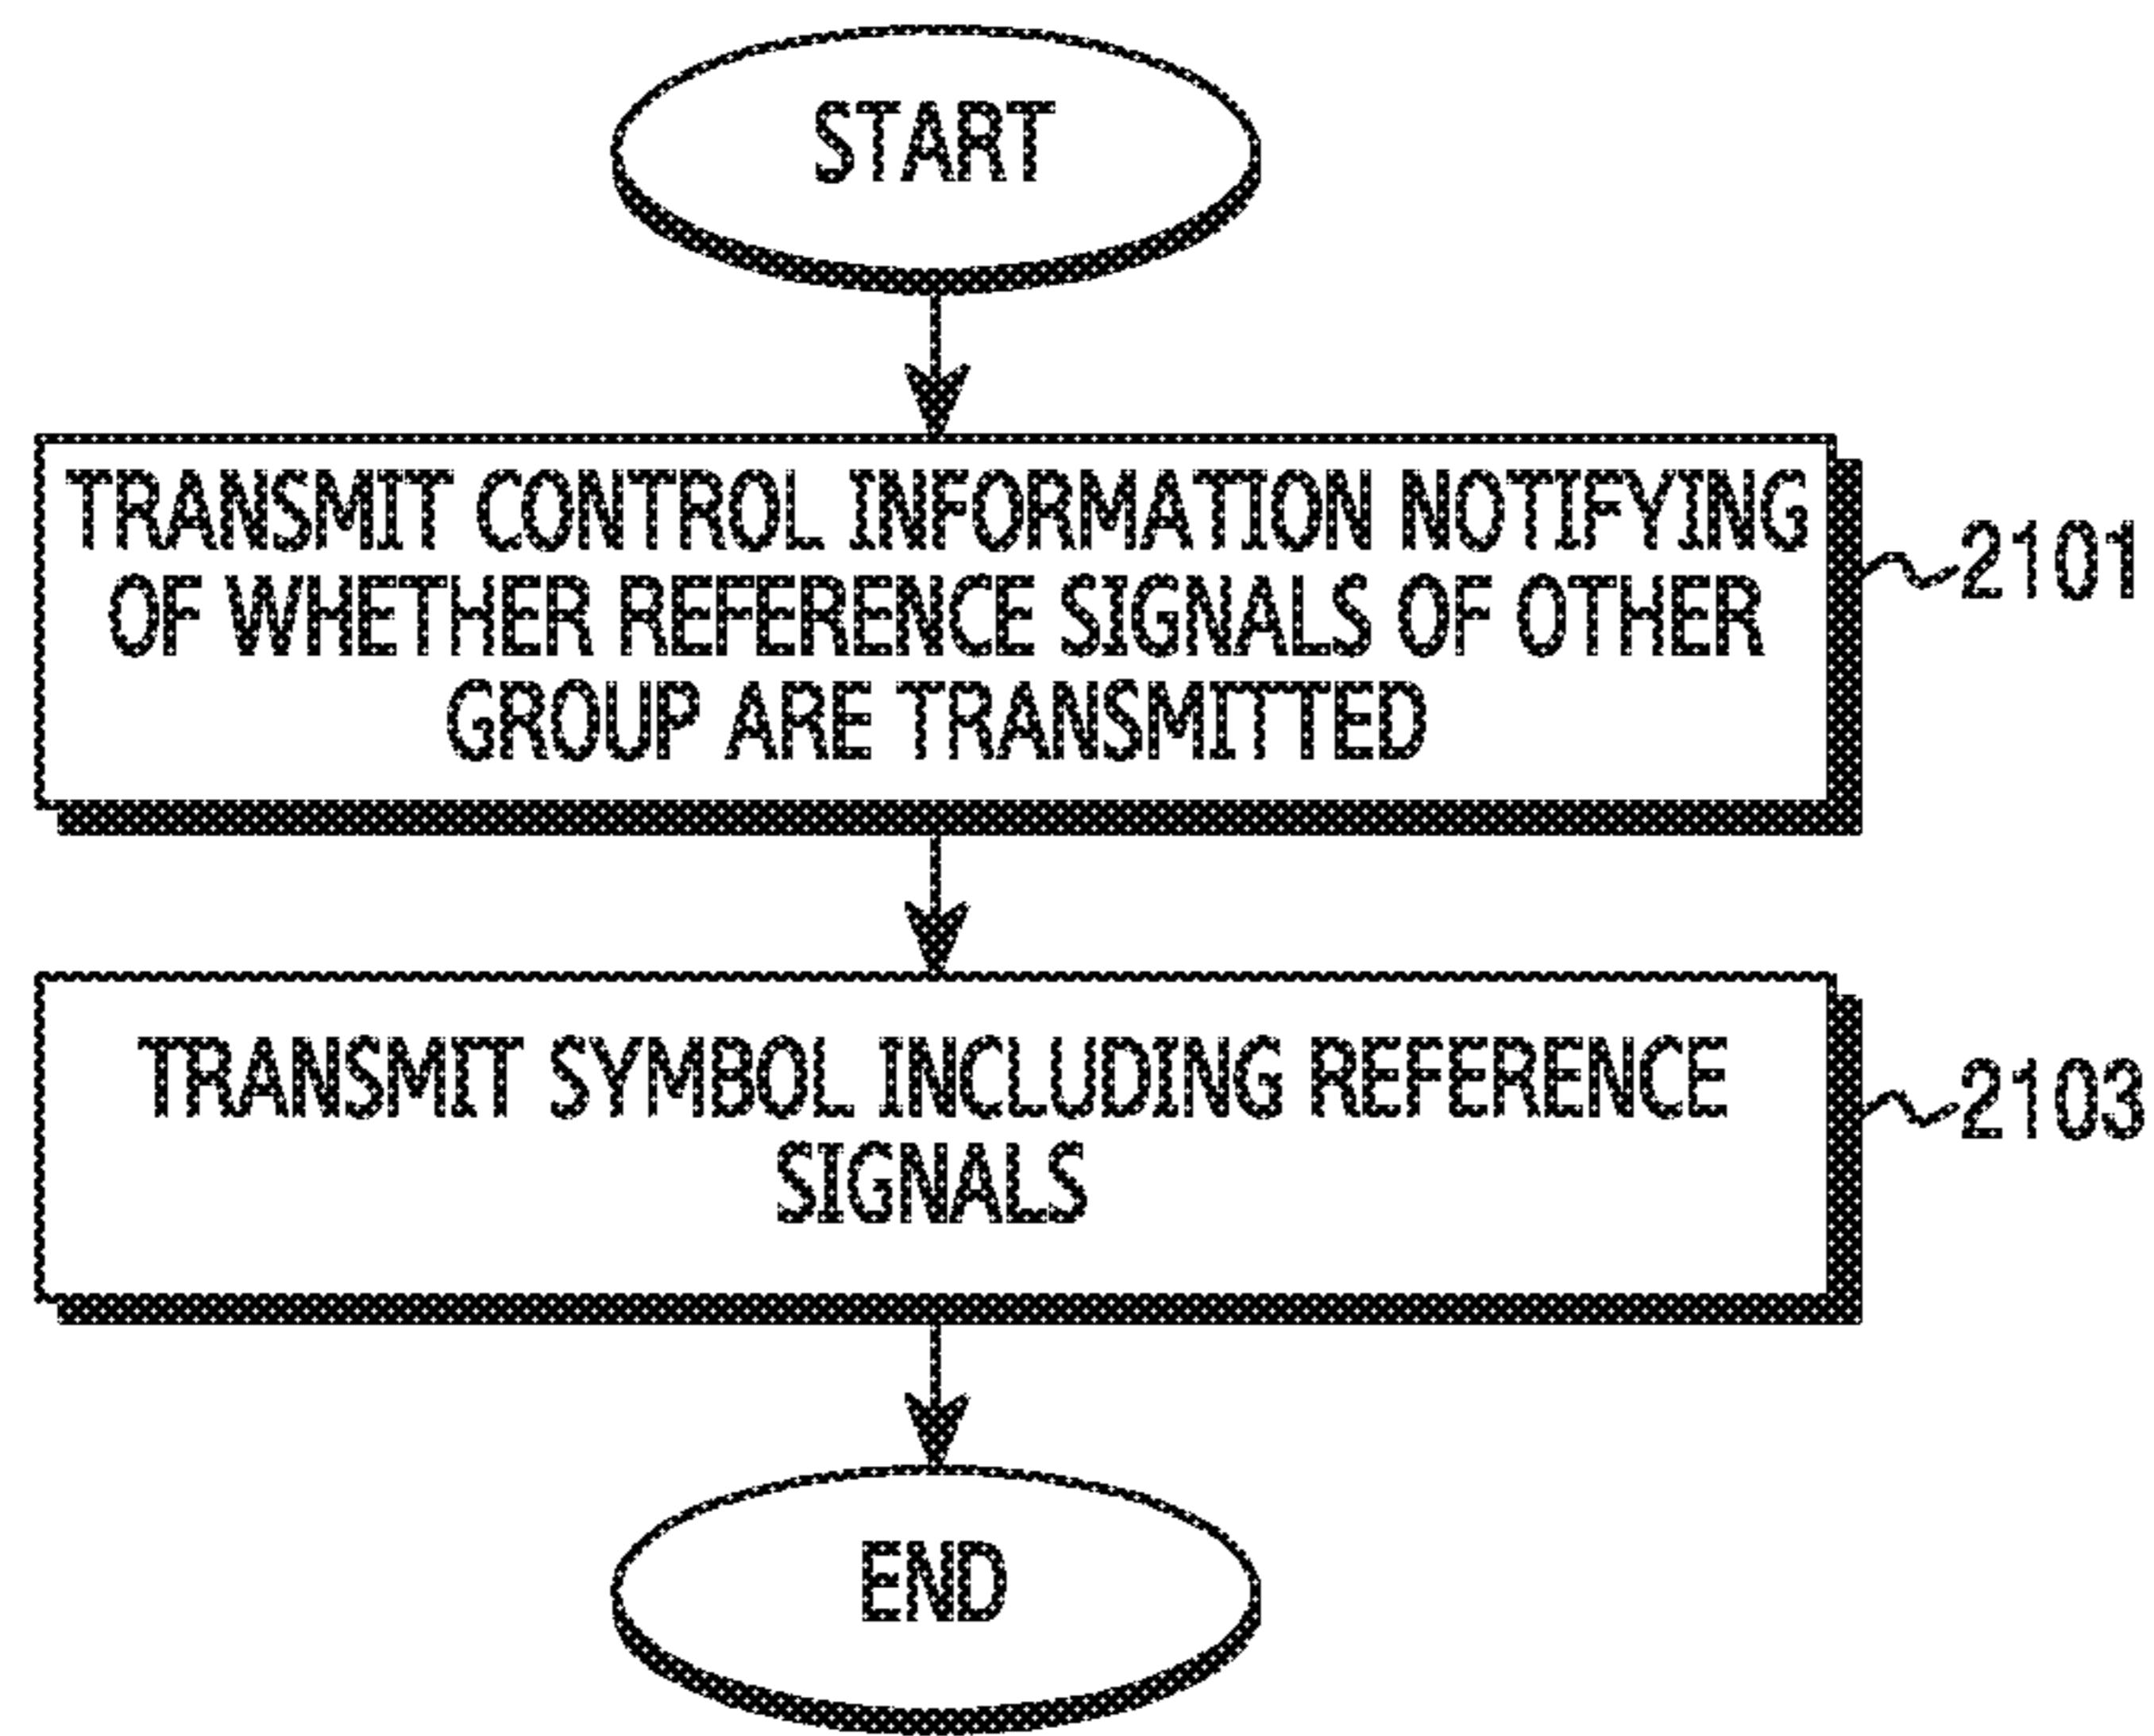 START
TRANSMIT CONTROL INFORMATION NOTIFYING
OF WHETHER REFERENCE SIGNALS OF OTHER
GROUP ARE TRANSMITTED
2101
TRANSMIT SYMBOL INCLUDING REFERENCE
SIGNALS
2103
END